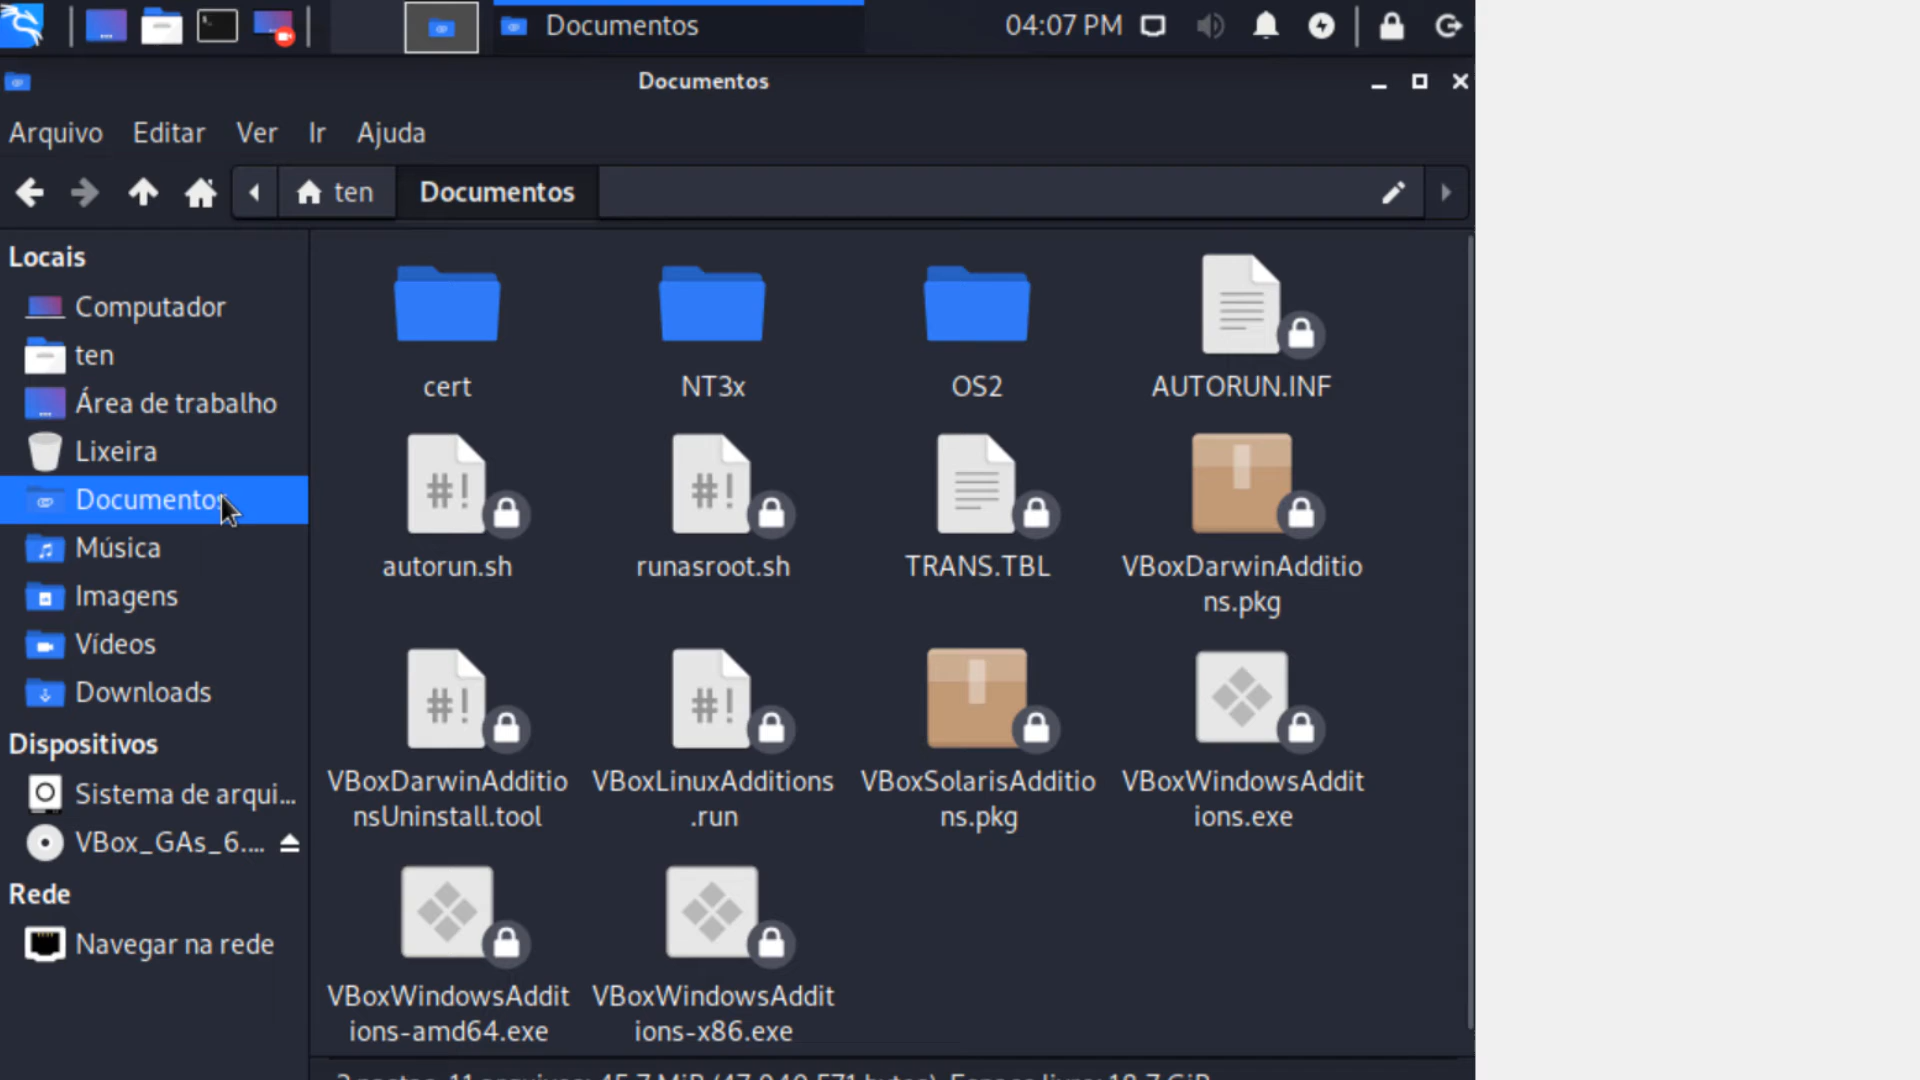 Documentos
04:07 PM
Documentos
Arquivo Editar Ver Ir Ajuda
ten Documentos
Locais
Computador
ten
Área de trabalho
Lixeira
Documentos
Música
Imagens
Vídeos
Downloads
Dispositivos
Sistema de arqui...
VBox_GAs_6....
Rede
Navegar na rede
cert
NT3x
OS2
AUTORUN.INF
autorun.sh
runasroot.sh
TRANS.TBL
VBoxDarwinAdditio
ns.pkg
VBoxDarwinAdditio
nsUninstall.tool
VBoxLinuxAdditions
.run
VBoxSolarisAdditio
ns.pkg
VBoxWindowsAddit
ions.exe
VBoxWindowsAddit
ions-amd64.exe
VBoxWindowsAddit
ions-x86.exe